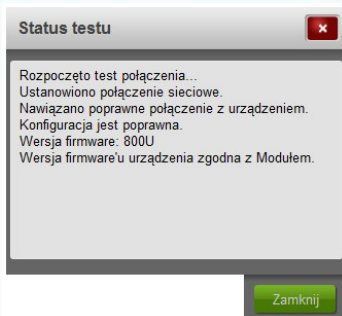 Status testu
Rozpoczęto test połączenia...
Ustanowiono połączenie sieciowe.
Nawiązano poprawne połączenie z urządzeniem.
Konfiguracja jest poprawna.
Wersja firmware: 800U
Wersja firmware'u urządzenia zgodna z Modułem.
Zamknij